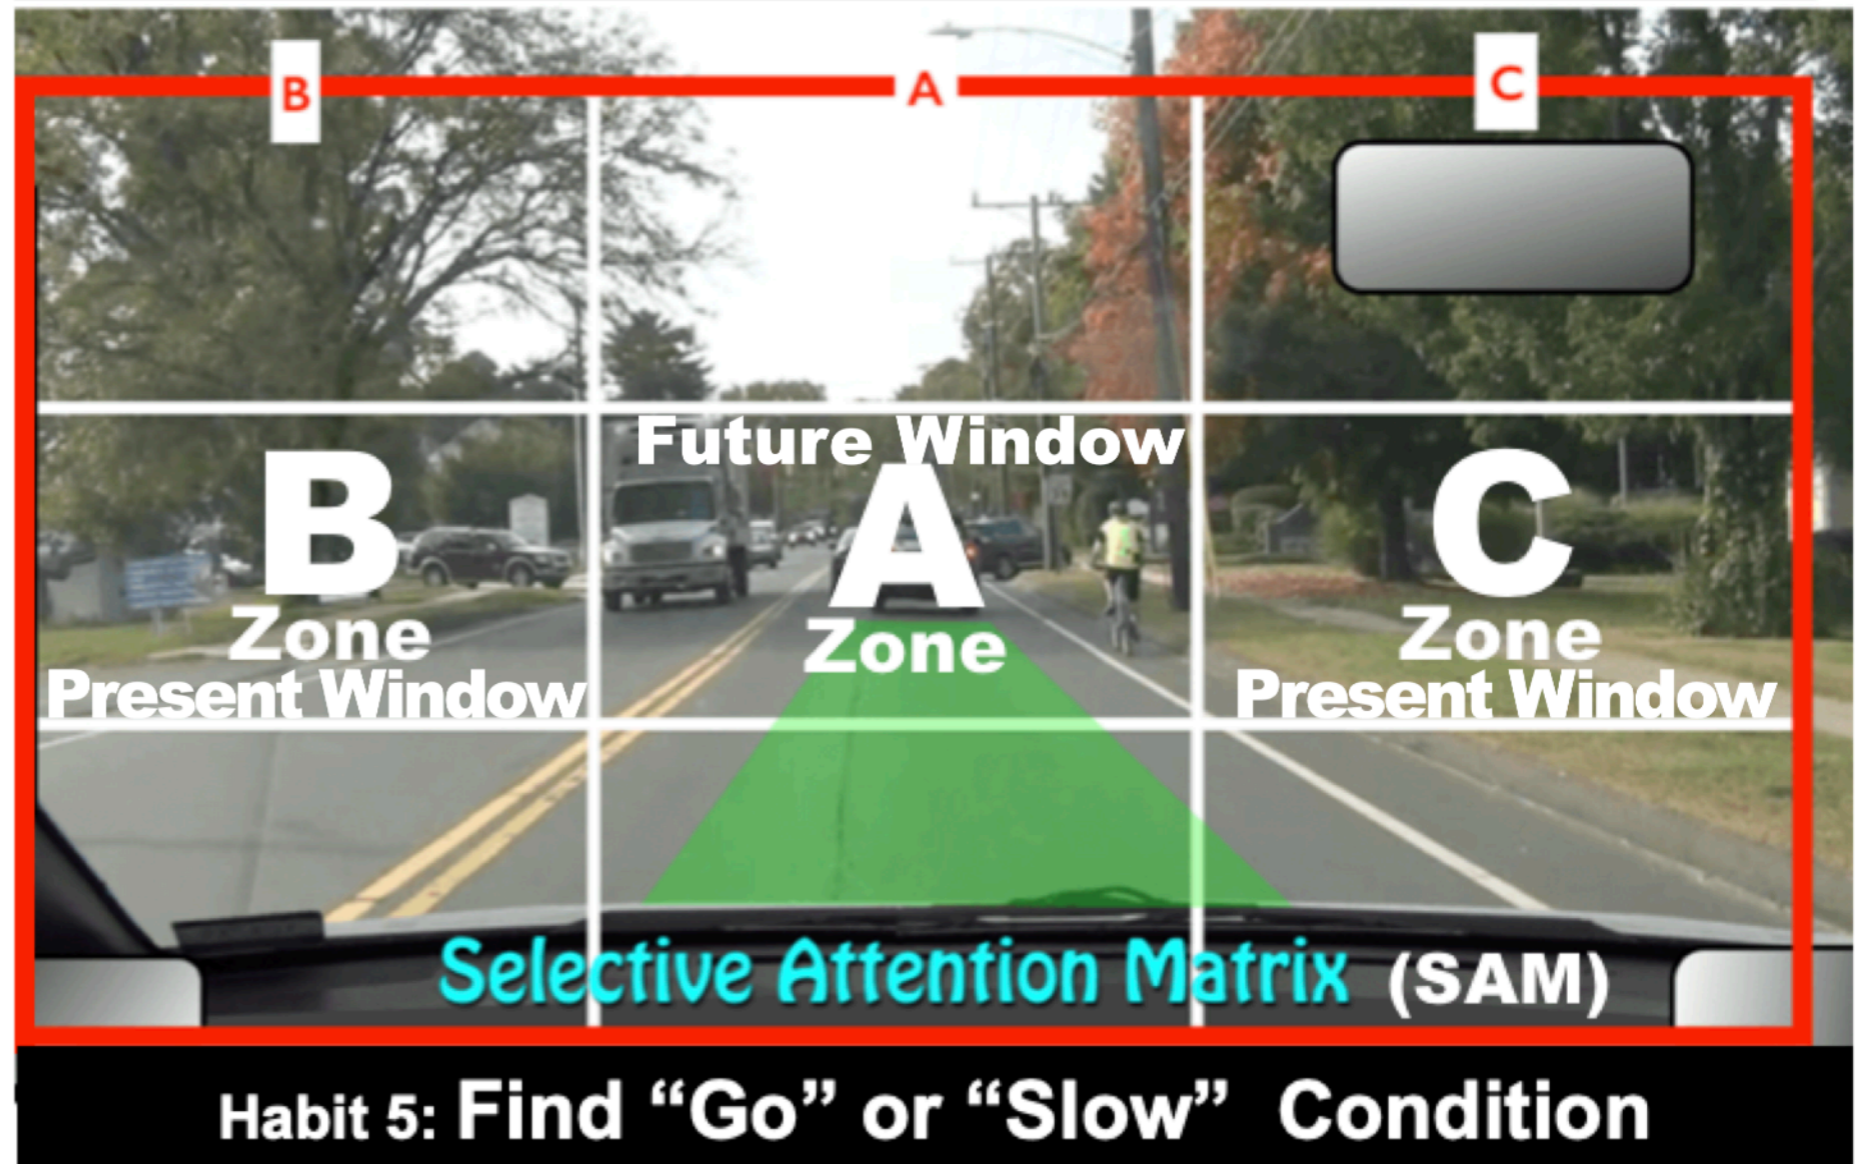 B
A
C
Future Window
B
A
C
Zone
Zone
Zone
Present Window
Present Window
Selective Attention Matrix (SAM)
Habit 5: Find “Go” or “Slow” Condition